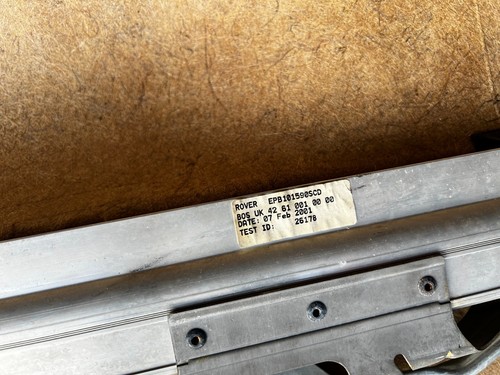 ROVER EPB101590SCD
BOS UK 42 61 001 00 00
DATE: 07 Feb 2001
TEST ID: 26178